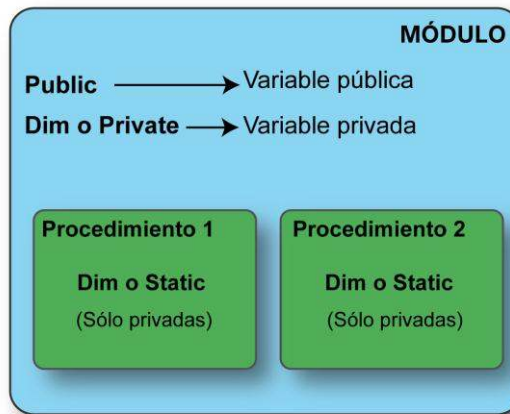 MÓDULO
Public Variable pública
Dim o Private Variable privada
Procedimiento 1
Dim o Static
(Sólo privadas)
Procedimiento 2
Dim o Static
(Sólo privadas)